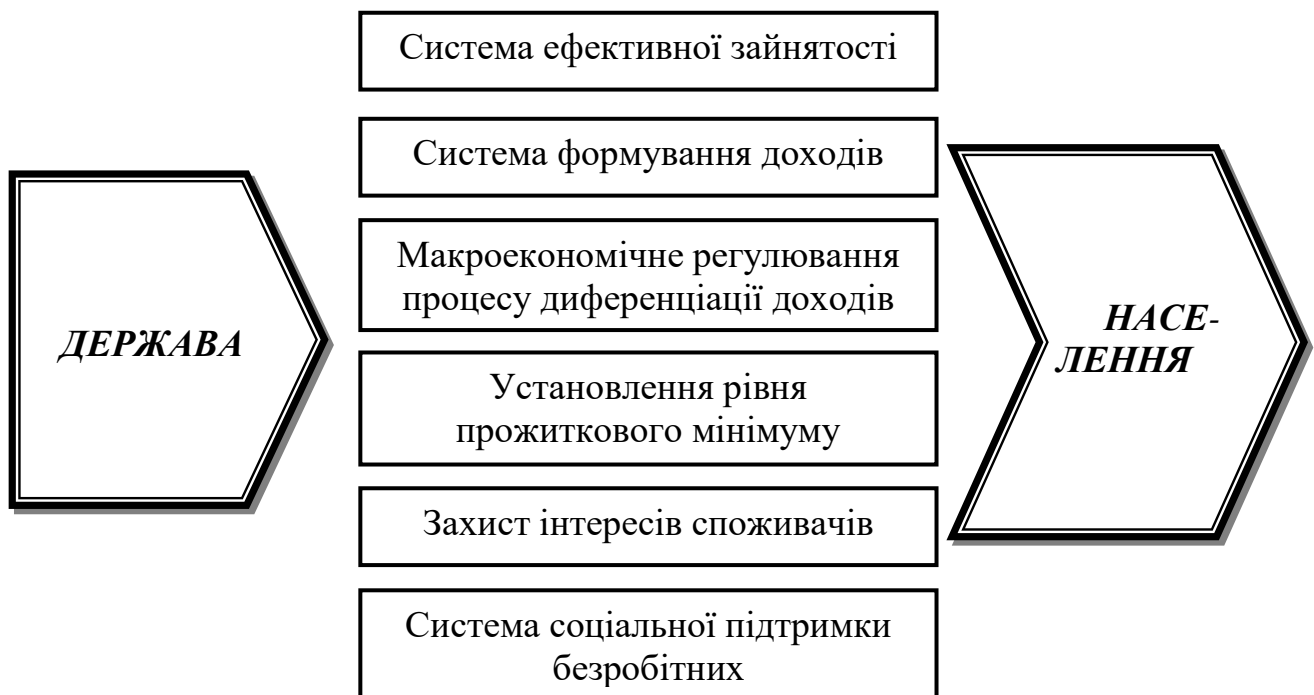 Система ефективної зайнятості
Система формування доходів
Макроекономічне регулювання
процесу диференціації доходів
ДЕРЖАВА
НАСЕ-
ЛЕННЯ
Установлення рівня
прожиткового мінімуму
Захист інтересів споживачів
Система соціальної підтримки
безробітних